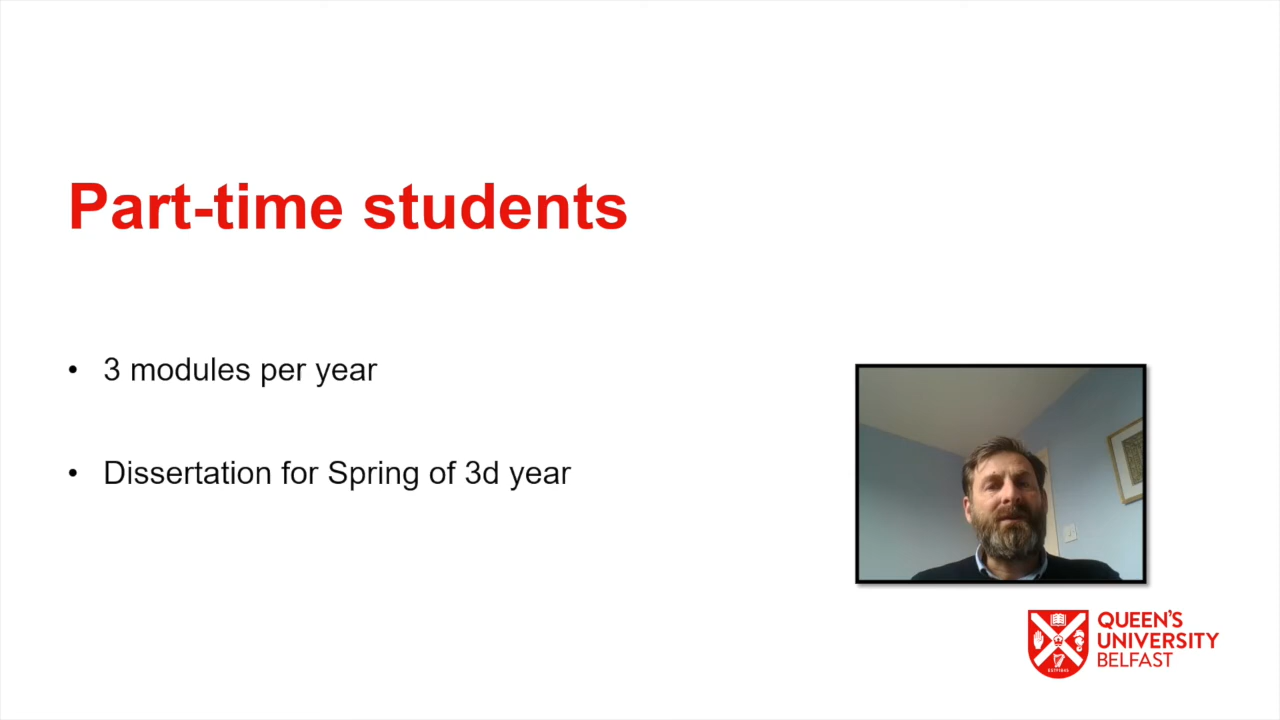 Part-time students
• 3 modules per year
• Dissertation for Spring of 3d year
QUEEN'S
UNIVERSITY
BELFAST